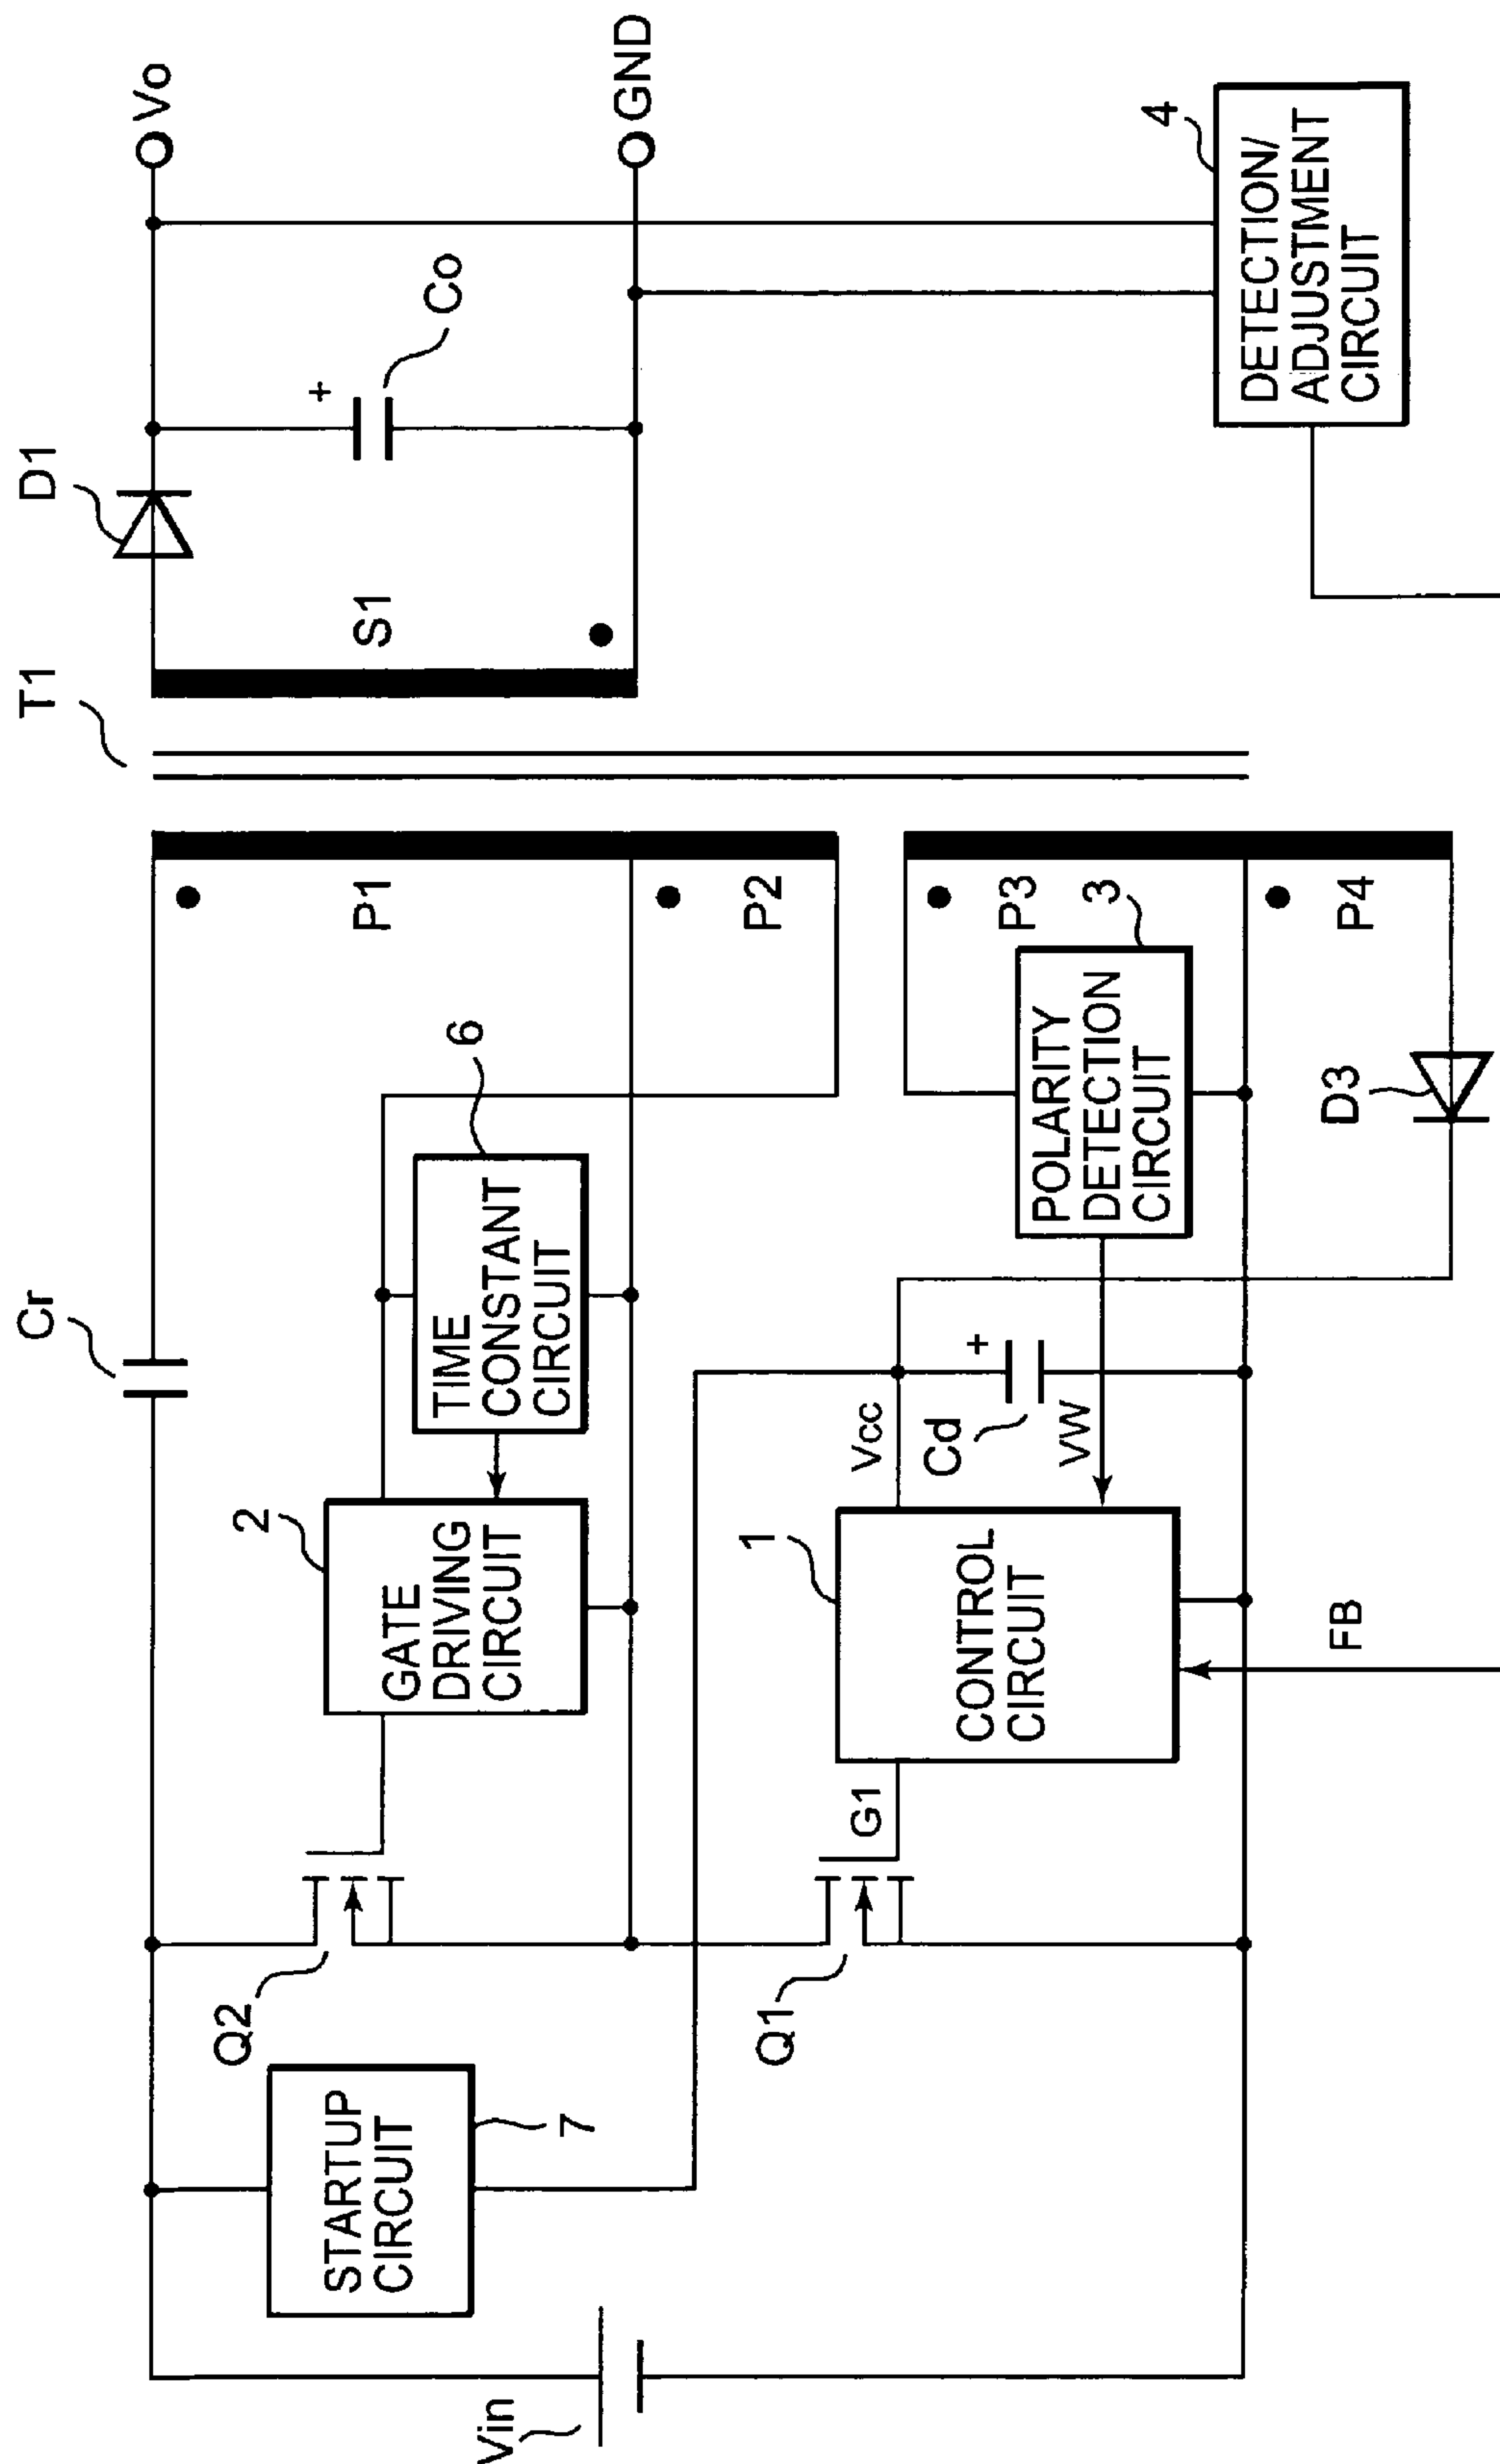 Vin
STARTUP
CIRCUIT
7
Q2
Q1
Cr
2
GATE
DRIVING
CIRCUIT
6
TIME
CONSTANT
CIRCUIT
G1
1
CONTROL
CIRCUIT
Vcc
Cd
+
VW
FB
P1
P2
P3
3
POLARITY
DETECTION
CIRCUIT
P4
D3
T1
S1
D1
+
Co
Vo
GND
4
DETECTION/
ADJUSTMENT
CIRCUIT